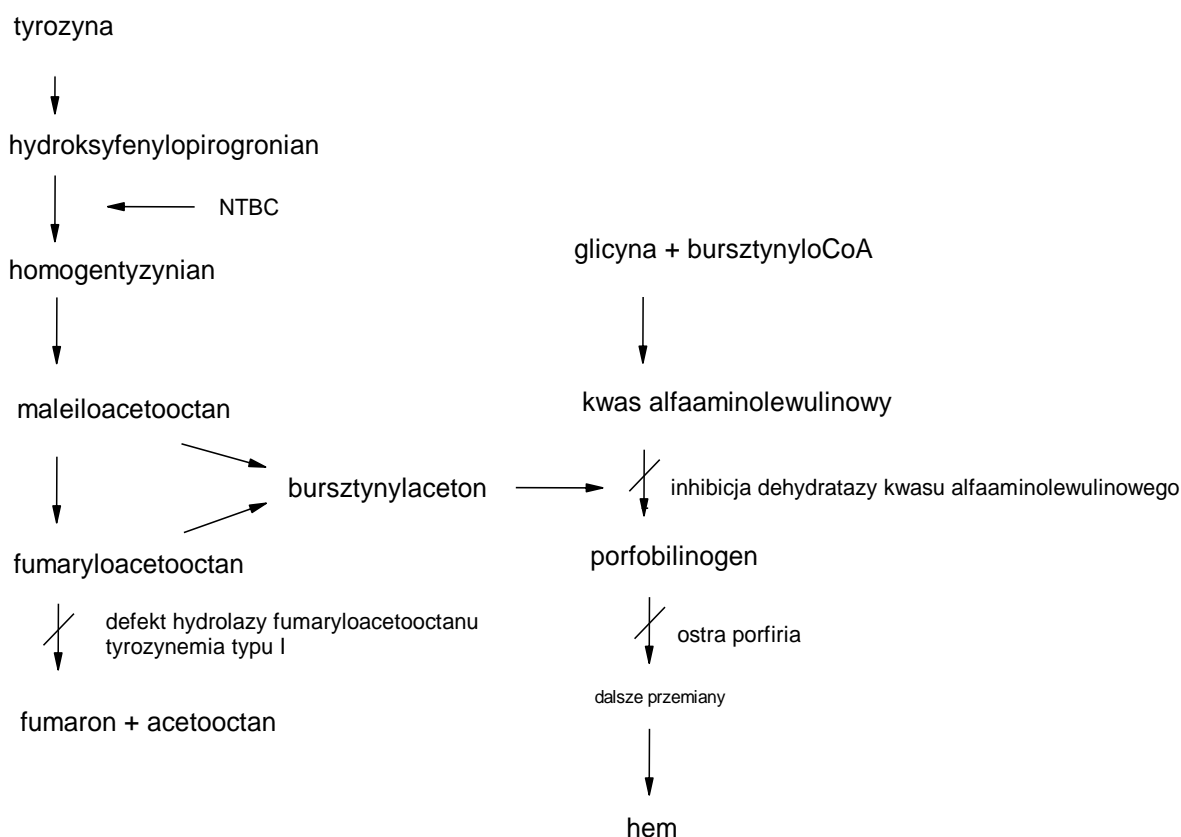 tyrozyna
hydroksyfenylopirogronian
NTBC
homogentyzynian
maleiloacetooctan
bursztynylaceton
fumaryloacetooctan
defekt hydrolazy fumaryloacetooctanu
tyrozynemia typu I
fumaron + acetooctan
glicyna + bursztynyloCoA
kwas alfaaminolewulinowy
inhibicja dehydratazy kwasu alfaaminolewulinowego
porfobilinogen
ostra porfiria
dalsze przemiany
hem